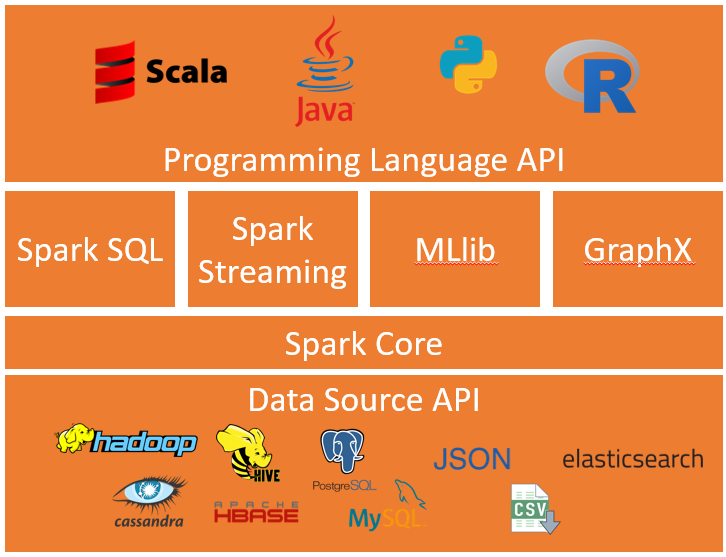 Scala
Java
R
Programming Language API
Spark SQL
Spark
Streaming
MLlib
GraphX
Spark Core
Data Source API
hadoop
HIVE
PostgreSQL
JSON
elasticsearch
cassandra
APACHE
HBASE
MySQL
CSV